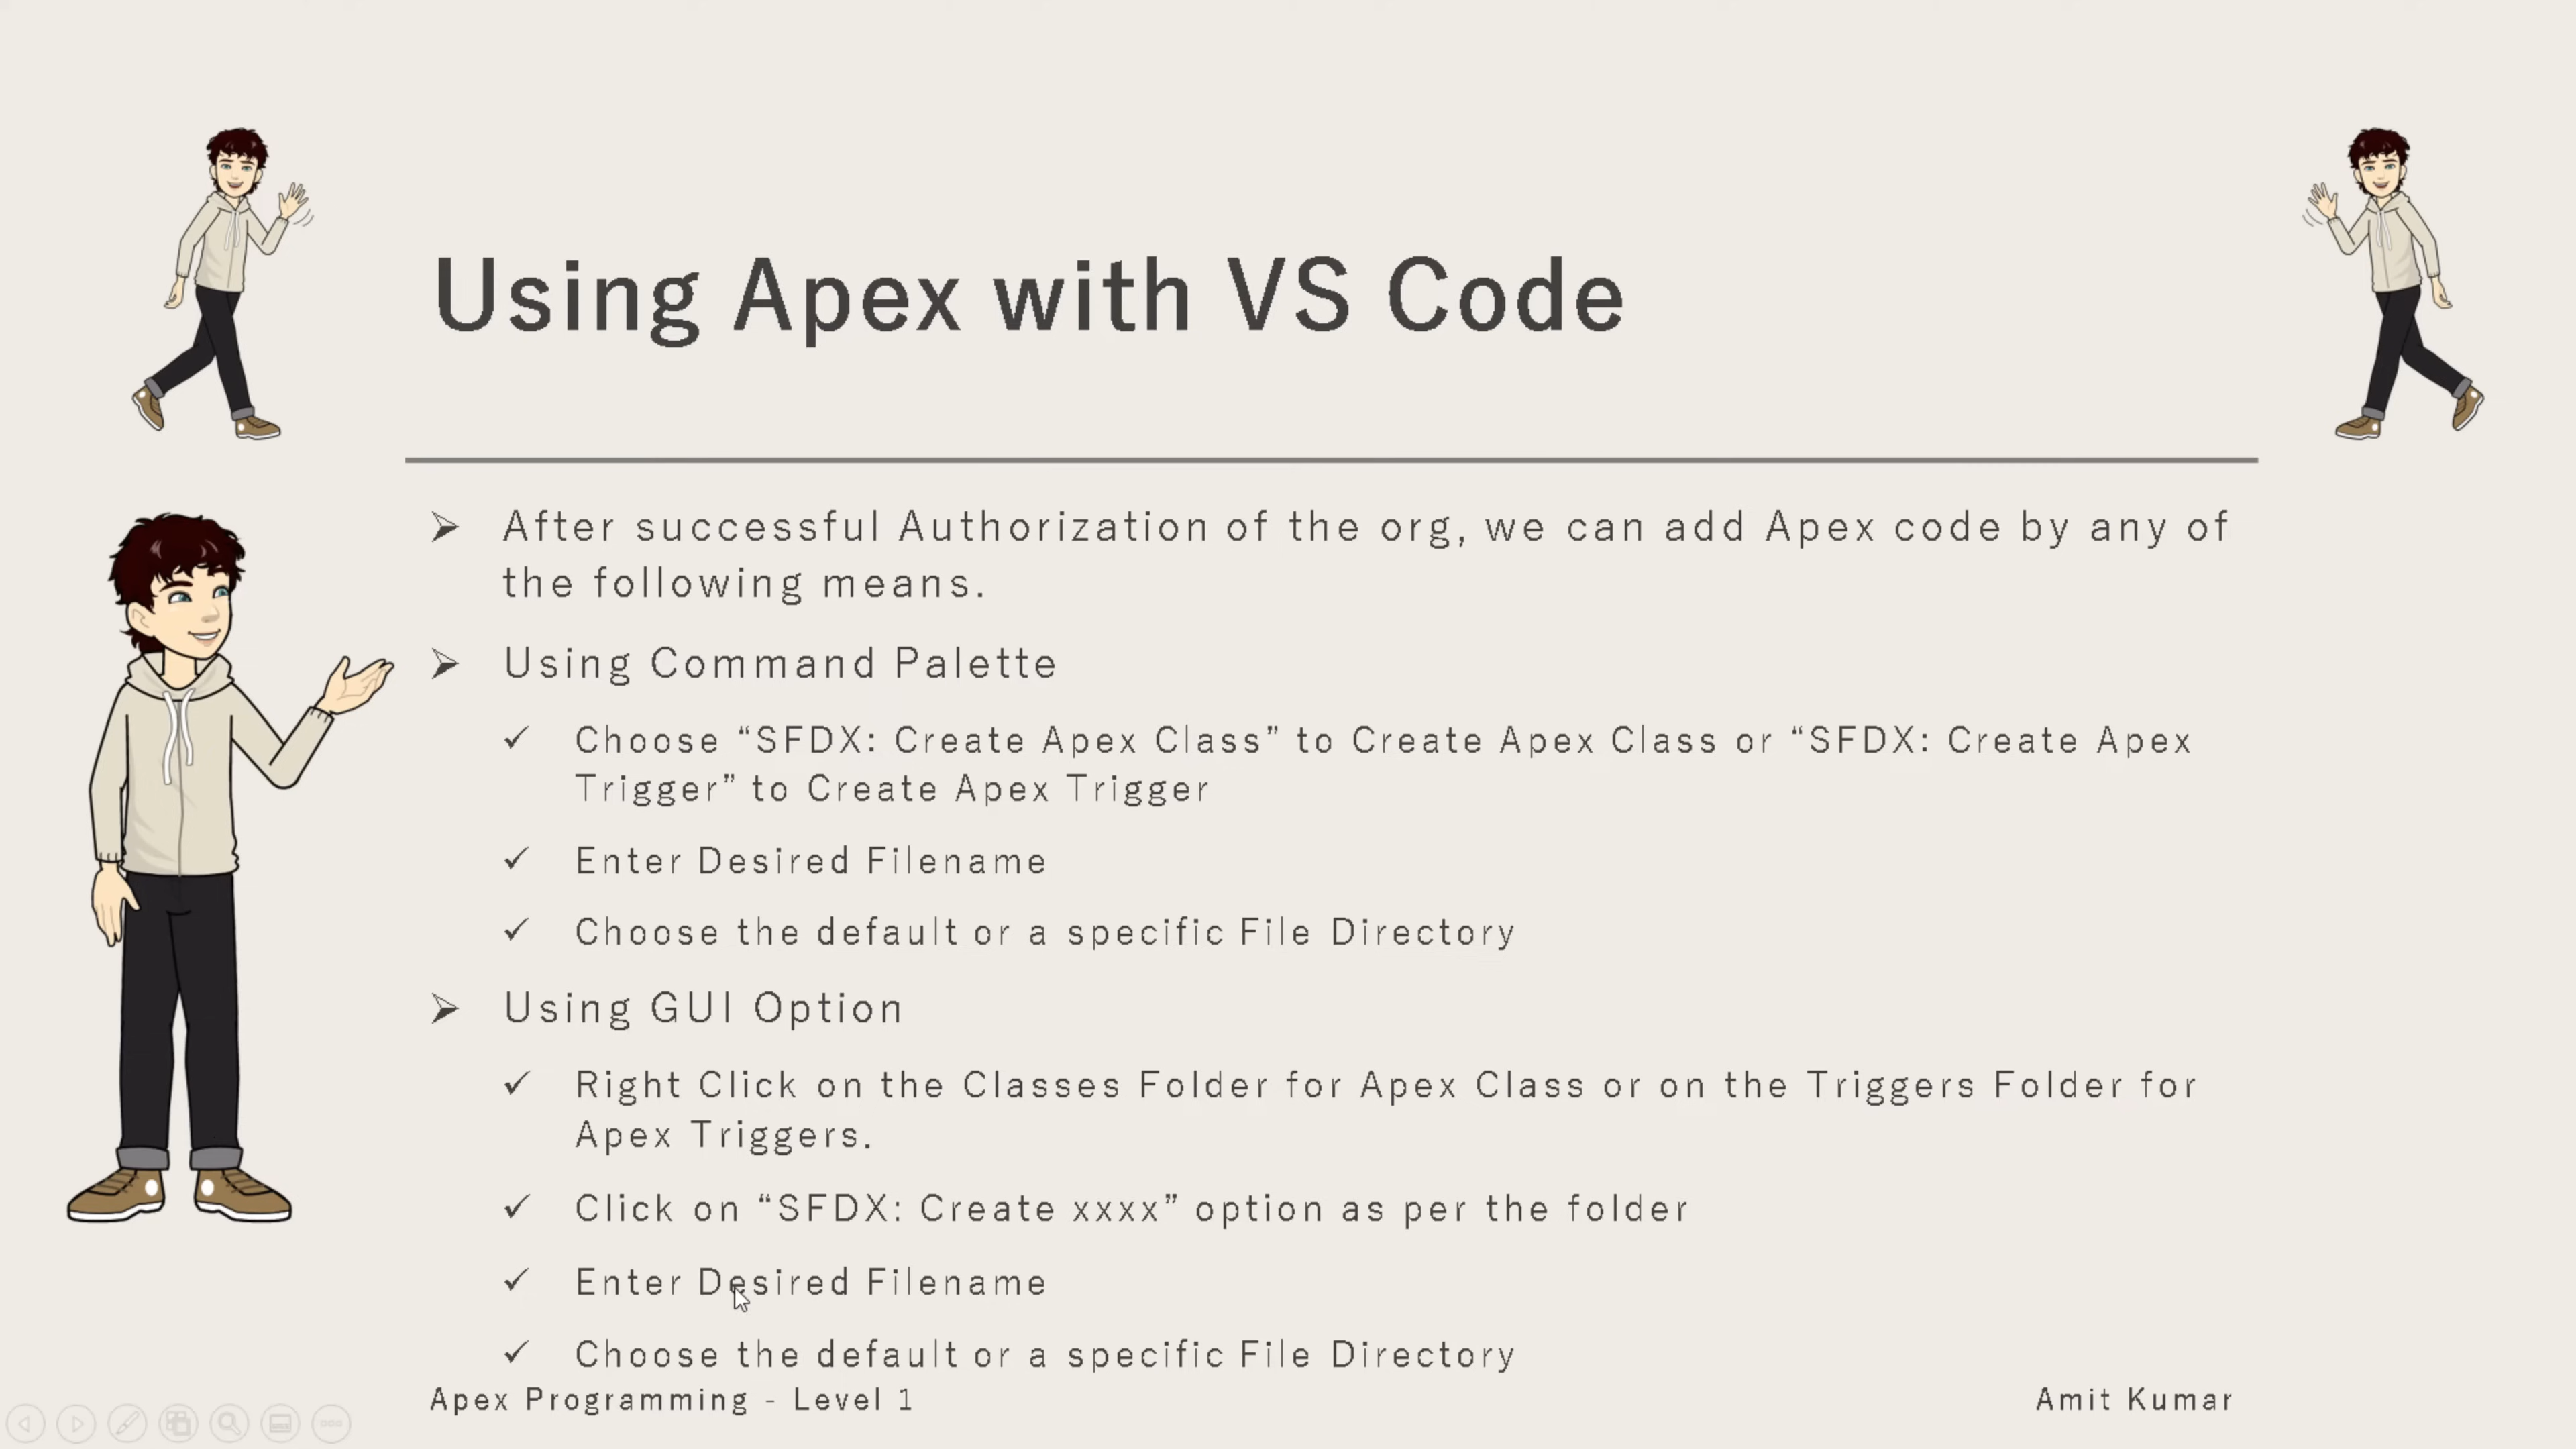 Using Apex with VS Code
After successful Authorization of the org, we can add Apex code by any of
the following means.
Using Command Palette
Choose “SFDX: Create Apex Class” to Create Apex Class or “SFDX: Create Apex
Trigger” to Create Apex Trigger
Enter Desired Filename
Choose the default or a specific File Directory
Using GUI Option
Right Click on the Classes Folder for Apex Class or on the Triggers Folder for
Apex Triggers.
Click on “SFDX: Create xxxx” option as per the folder
Enter Desired Filename
Choose the default or a specific File Directory
Apex Programming - Level 1
Amit Kumar